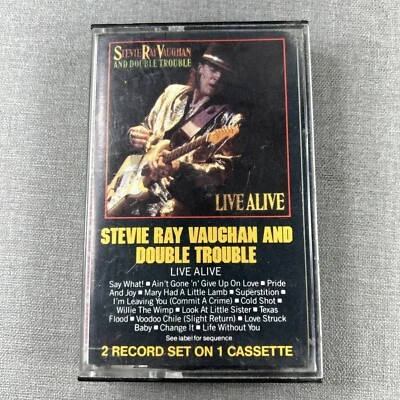 STEVIE RAY VAUGHAN
AND DOUBLE TROUBLE
LIVE ALIVE
STEVIE RAY VAUGHAN AND
DOUBLE TROUBLE
LIVE ALIVE
Say What! ■ Ain't Gone 'n' Give Up On Love ■ Pride
And Joy ■ Mary Had A Little Lamb ■ Superstition ■
I'm Leaving You (Commit A Crime) ■ Cold Shot ■
Willie The Wimp ■ Look At Little Sister ■ Texas
Flood ■ Voodoo Chile (Slight Return) ■ Love Struck
Baby ■ Change It ■ Life Without You
See label for sequence
2 RECORD SET ON 1 CASSETTE